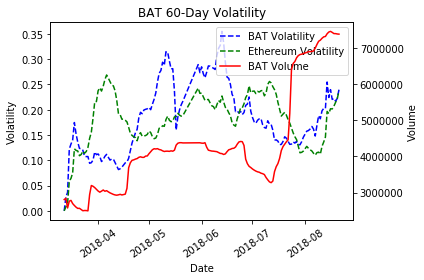 BAT 60-Day Volatility
BAT Volatility
Ethereum Volatility
BAT Volume
0.35
0.30
0.25
0.20
0.15
0.10
0.05
0.00
Volatility
7000000
6000000
5000000
4000000
3000000
Volume
2018-04
2018-05
2018-06
2018-07
2018-08
Date